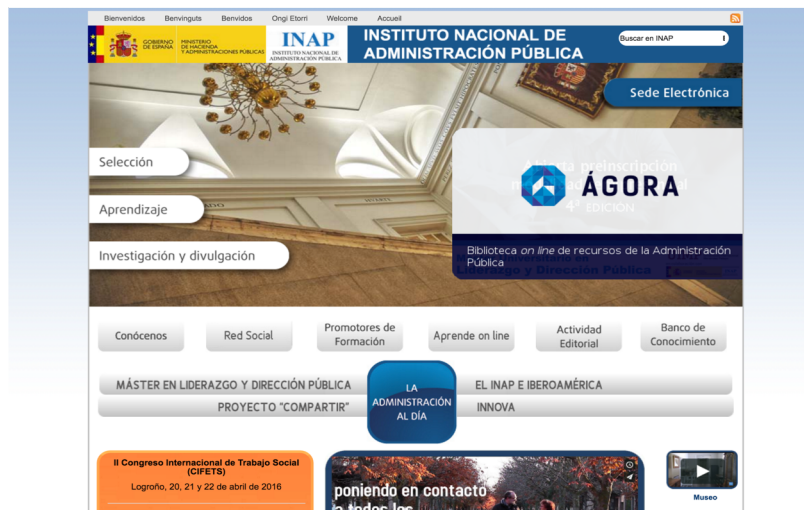 Bienvenidos Benvinguts Benvidos Ongi Etorri Welcome Accueil
GOBIERNO DE ESPAÑA
MINISTERIO DE HACIENDA Y ADMINISTRACIONES PÚBLICAS
INAP
INSTITUTO NACIONAL DE ADMINISTRACIÓN PÚBLICA
INSTITUTO NACIONAL DE
ADMINISTRACIÓN PÚBLICA
Buscar en INAP
Sede Electrónica
Selección
Aprendizaje
Investigación y divulgación
Abierta preinscripción
4ª EDICIÓN
ÁGORA
Biblioteca on line de recursos de la Administración
Pública
Liderazgo y Dirección Pública
Conócenos
Red Social
Promotores de
Formación
Aprende on line
Actividad
Editorial
Banco de
Conocimiento
MÁSTER EN LIDERAZGO Y DIRECCIÓN PÚBLICA
PROYECTO "COMPARTIR"
LA
ADMINISTRACIÓN
AL DÍA
EL INAP E IBEROAMÉRICA
INNOVA
II Congreso Internacional de Trabajo Social
(CIFETS)
Logroño, 20, 21 y 22 de abril de 2016
poniendo en contacto
a todos los
Museo